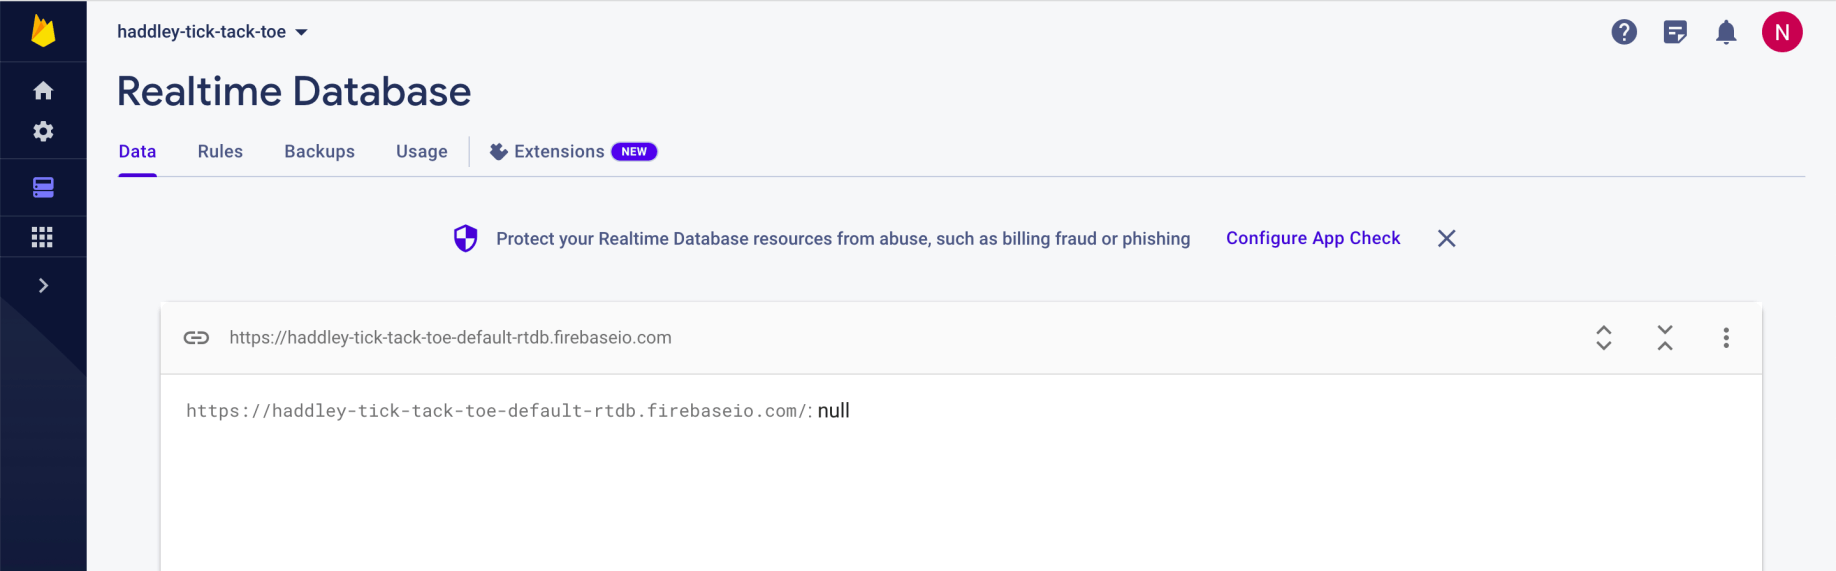 haddley-tick-tack-toe
N
Realtime Database
Data Rules Backups Usage Extensions NEW
Protect your Realtime Database resources from abuse, such as billing fraud or phishing Configure App Check
https://haddley-tick-tack-toe-default-rtdb.firebaseio.com
https://haddley-tick-tack-toe-default-rtdb.firebaseio.com/: null